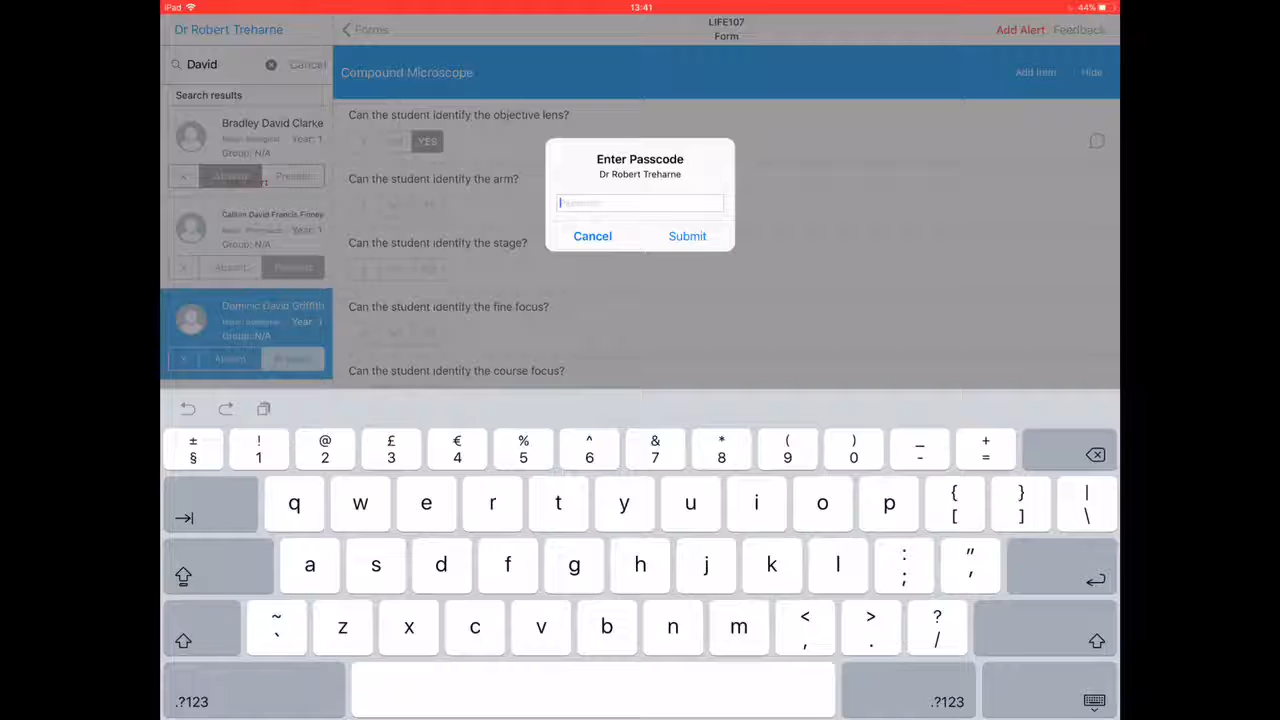 iPad
13:41
44%
Dr Robert Treharne
Forms
LIFE107
Form
Add Alert
Feedback
David
Cancel
Compound Microscope
Add Item
Hide
Search results
Bradley David Clarke
Year: 1
Group: N/A
Absent
Present
Callum David Francis Finney
Group: N/A
Absent
Present
Dominic David Griffith
Year: 1
Group: N/A
Absent
Present
Can the student identify the objective lens?
YES
Can the student identify the arm?
Can the student identify the stage?
Can the student identify the fine focus?
Can the student identify the course focus?
Enter Passcode
Dr Robert Treharne
Cancel
Submit
± ! @ £ € % ^ & * ( ) _ +
§ 1 2 3 4 5 6 7 8 9 0 - =
q w e r t y u i o p { } |
[ ] \
a s d f g h j k l : "
; '
~ z x c v b n m < > ?
` , . /
.?123
.?123